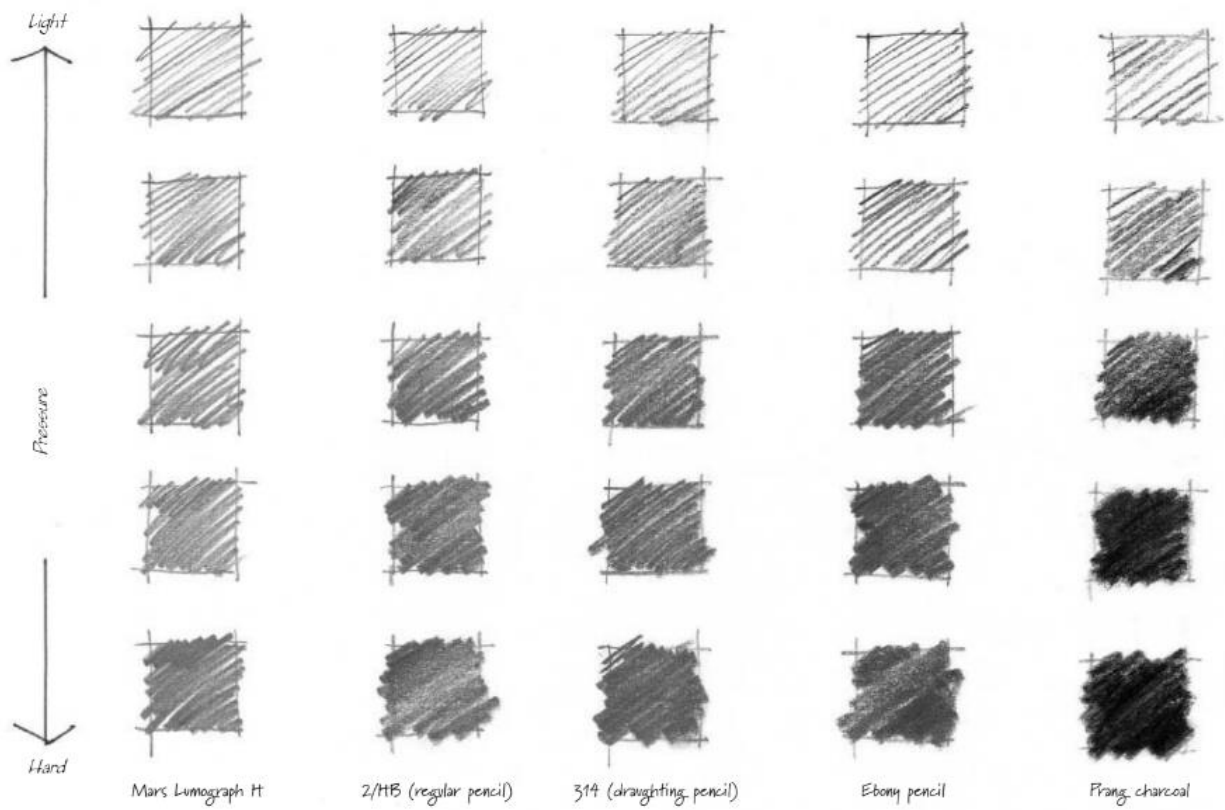 Light
Pressure
Hard
Mars Lumograph H
2/HB (regular pencil)
314 (draughting pencil)
Ebony pencil
Prang charcoal